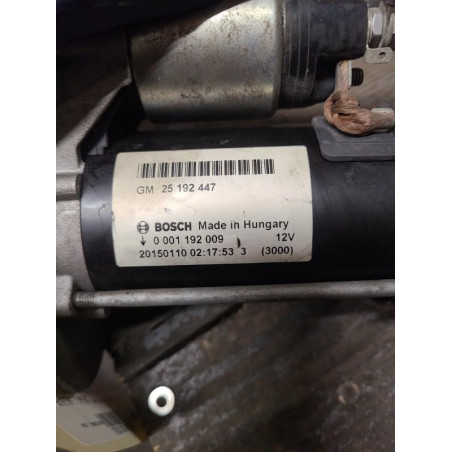 GM 25 192 447
BOSCH Made in Hungary
0 001 192 009 12V
20150110 02:17:53 3 (3000)